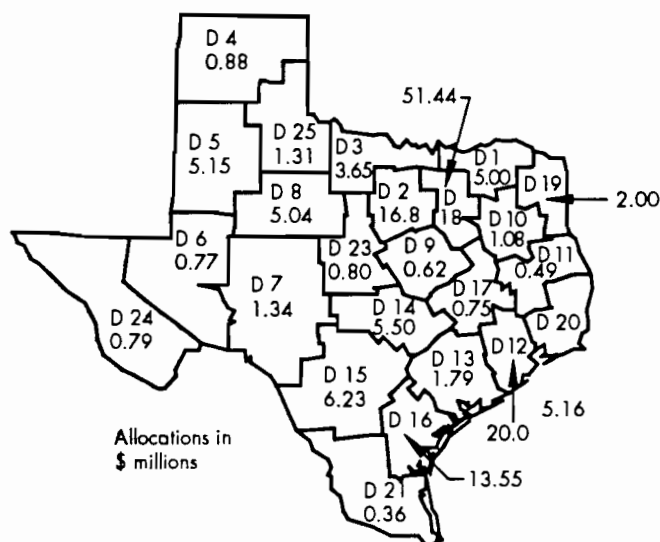 D 4
0.88
51.44
D 5
5.15
D 25
1.31
D 3
3.65
D 1
5.00
D 19
2.00
D 8
5.04
D 2
16.8
D
18
D 10
1.08
D 6
0.77
D 23
0.80
D 9
0.62
D 11
0.49
D 7
1.34
D 17
0.75
D 24
0.79
D 14
5.50
D 20
D 12
D 13
1.79
D 15
6.23
5.16
D 16
20.0
Allocations in
$ millions
13.55
D 21
0.36